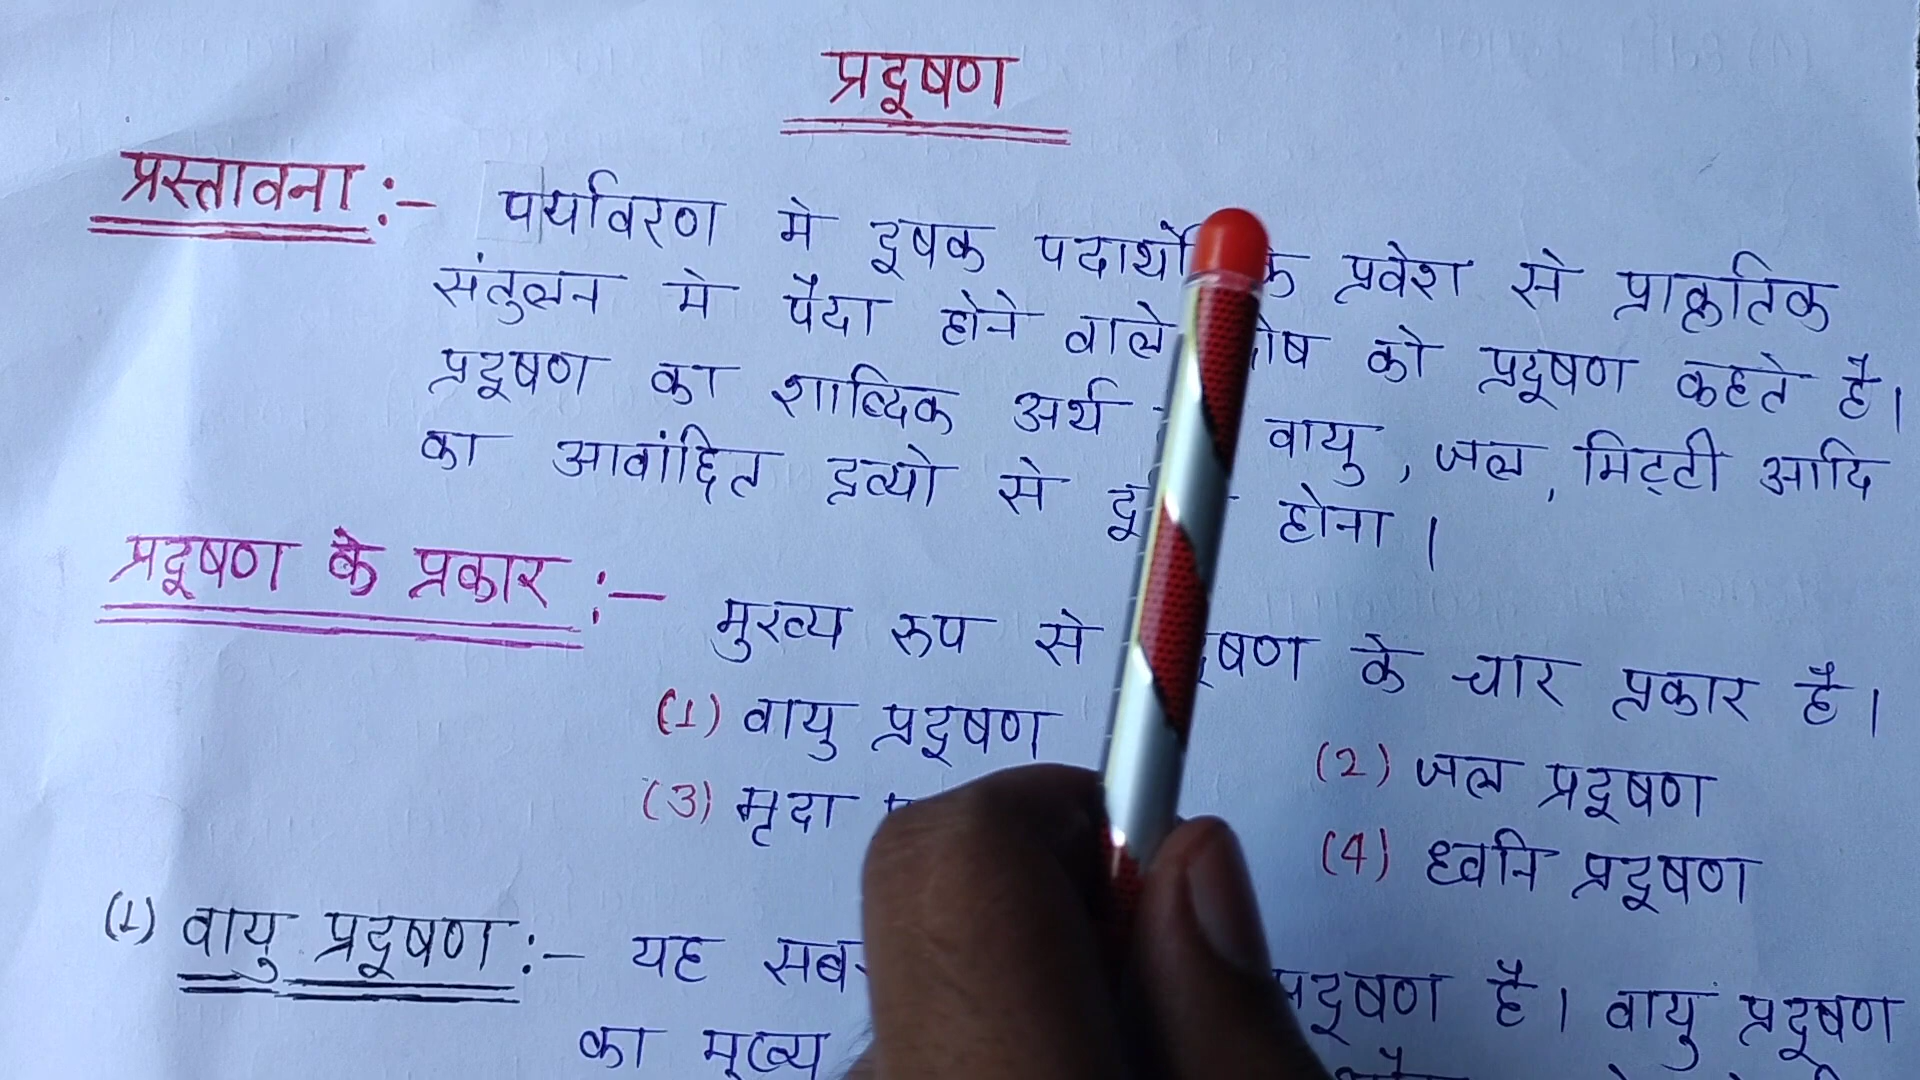 प्रदूषण
प्रस्तावना :- पर्यावरण मे दूषक पदार्थो के प्रवेश से प्राकृतिक
संतुलन मे पैदा होने वाले दोष को प्रदूषण कहते है।
प्रदूषण का शाब्दिक अर्थ वायु, जल, मिट्टी आदि
का आवांछित द्रव्यो से होना।
प्रदूषण के प्रकार :- मुख्य रूप से प्रदूषण के चार प्रकार है।
(1) वायु प्रदूषण (2) जल प्रदूषण
(3) मृदा (4) ध्वनि प्रदूषण
(1) वायु प्रदूषण :- यह प्रदूषण है। वायु प्रदूषण
का मुख्य